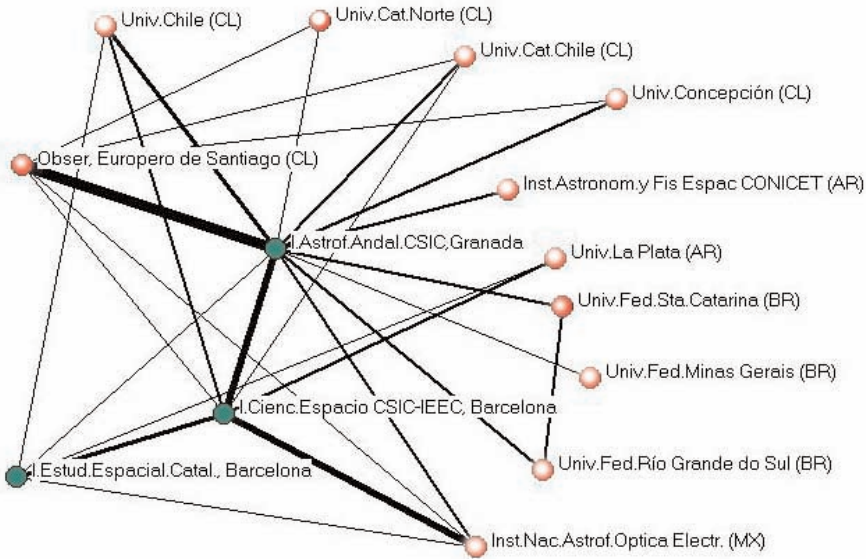 Univ.Chile (CL)
Univ.Cat.Norte (CL)
Univ.Cat.Chile (CL)
Univ.Concepción (CL)
Obser. Europero de Santiago (CL)
Inst.Astronom.y Fis Espac CONICET (AR)
I.Astrof.Andal.CSIC,Granada
Univ.La Plata (AR)
Univ.Fed.Sta.Catarina (BR)
Univ.Fed.Minas Gerais (BR)
I.Cienc.Espacio CSIC-IEEC, Barcelona
Univ.Fed.Río Grande do Sul (BR)
I.Estud.Espacial.Catal., Barcelona
Inst.Nac.Astrof.Optica Electr. (MX)